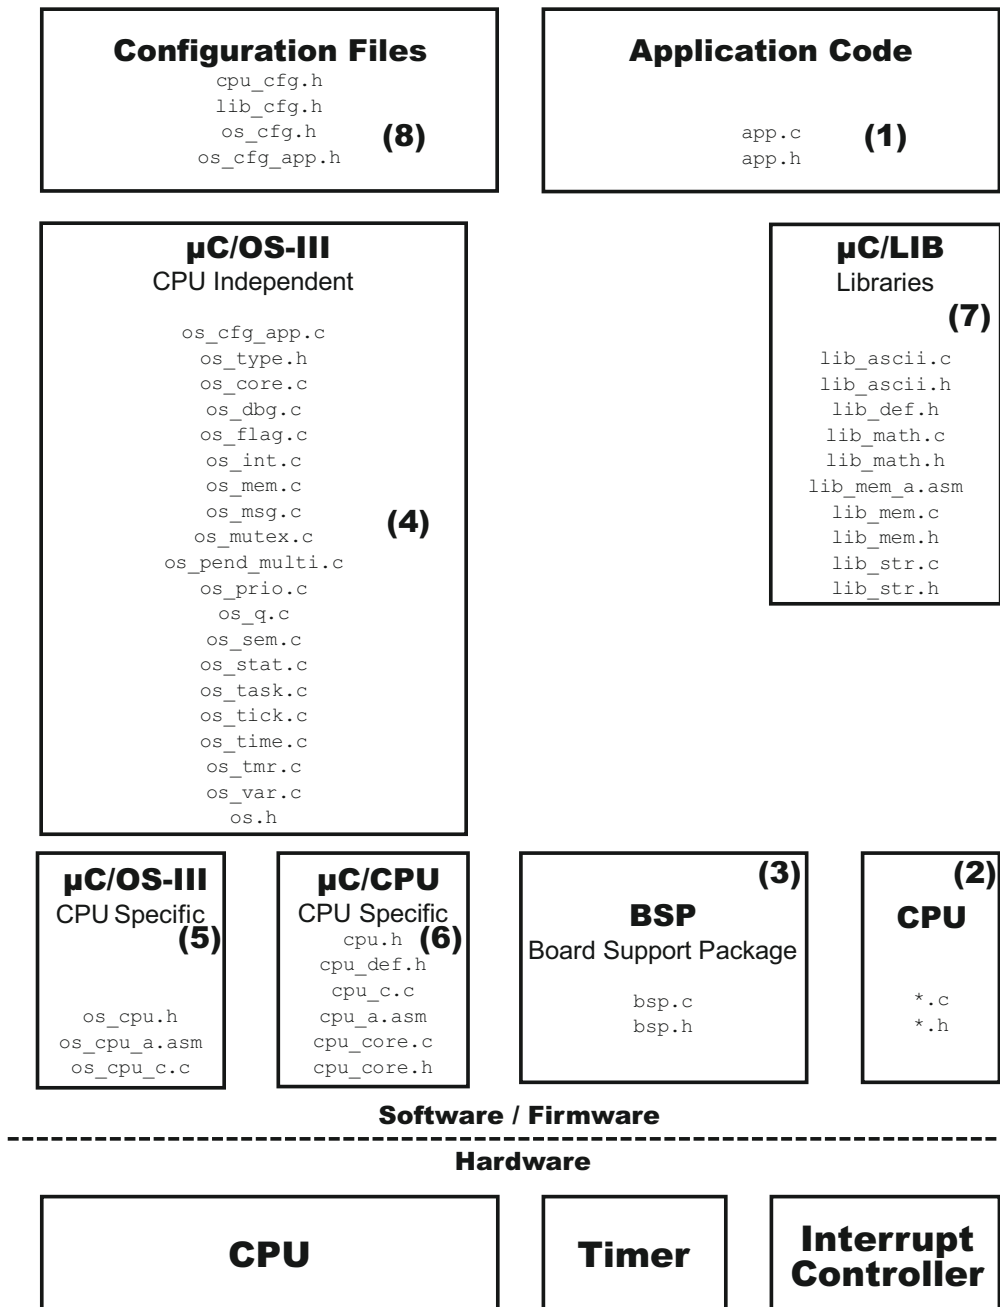 Configuration Files
cpu_cfg.h
lib_cfg.h
os_cfg.h
os_cfg_app.h
(8)
Application Code
app.c
app.h
(1)
µC/OS-III
CPU Independent
os_cfg_app.c
os_type.h
os_core.c
os_dbg.c
os_flag.c
os_int.c
os_mem.c
os_msg.c
os_mutex.c
os_pend_multi.c
os_prio.c
os_q.c
os_sem.c
os_stat.c
os_task.c
os_tick.c
os_time.c
os_tmr.c
os_var.c
os.h
(4)
µC/LIB
Libraries
(7)
lib_ascii.c
lib_ascii.h
lib_def.h
lib_math.c
lib_math.h
lib_mem_a.asm
lib_mem.c
lib_mem.h
lib_str.c
lib_str.h
µC/OS-III
CPU Specific
(5)
os_cpu.h
os_cpu_a.asm
os_cpu_c.c
µC/CPU
CPU Specific
cpu.h (6)
cpu_def.h
cpu_c.c
cpu_a.asm
cpu_core.c
cpu_core.h
(3)
BSP
Board Support Package
bsp.c
bsp.h
(2)
CPU
*.c
*.h
Software / Firmware
Hardware
CPU
Timer
Interrupt
Controller